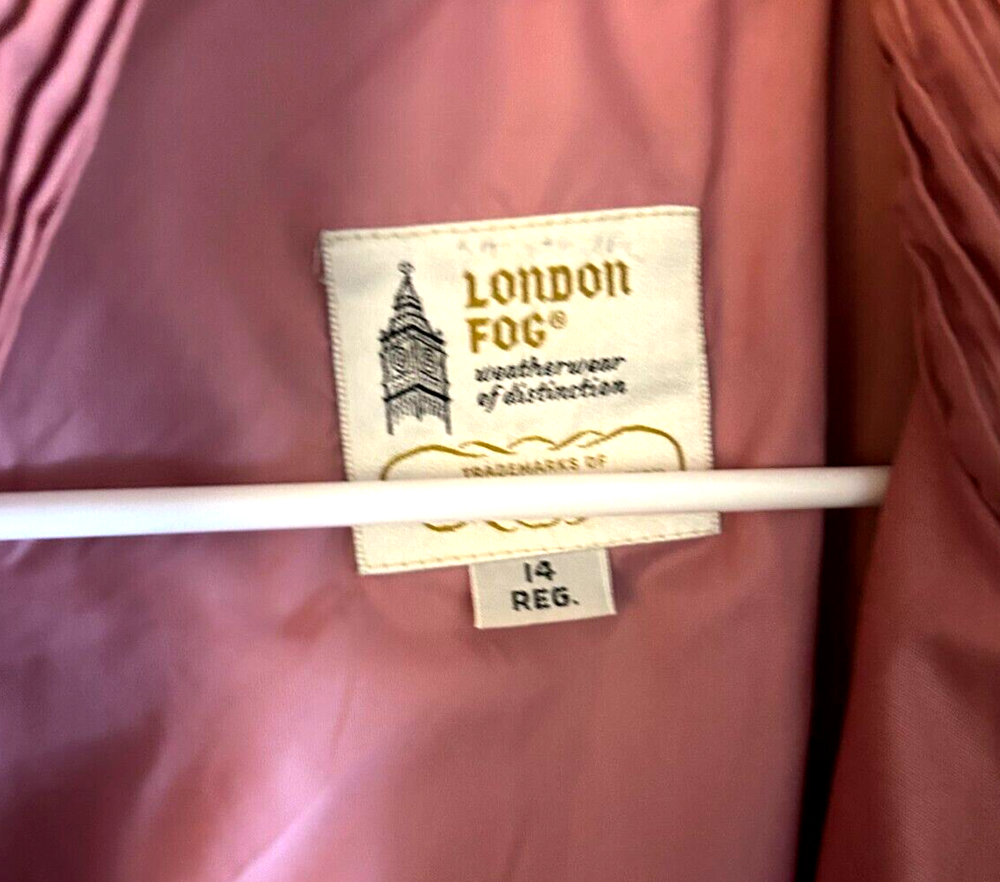 LONDON
FOG®
weatherwear
of distinction
TRADEMARKS OF
14
REG.